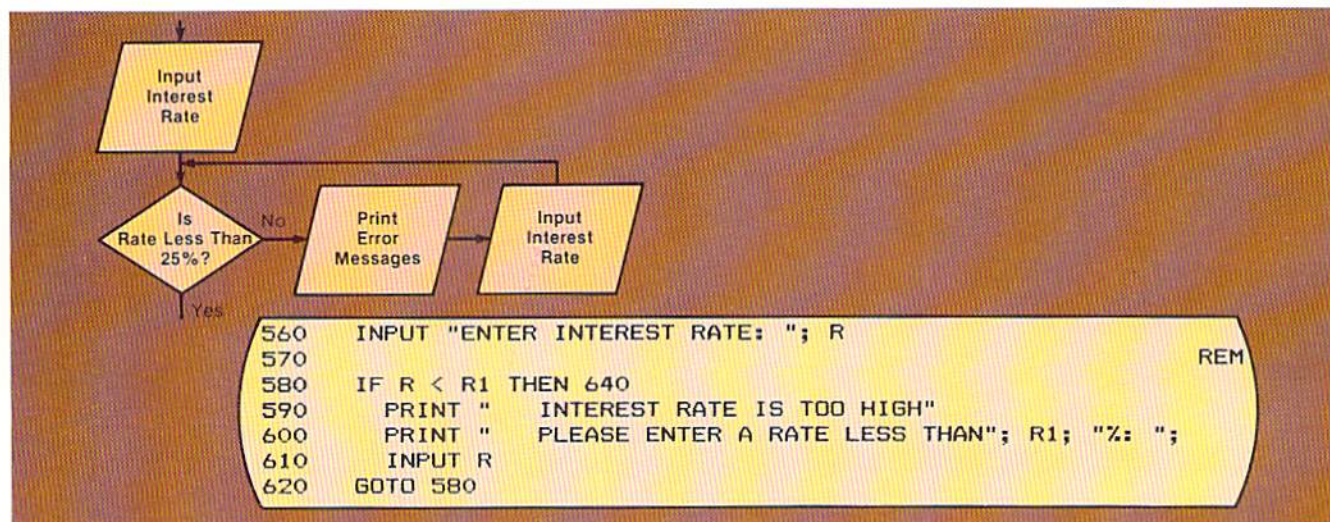 Input
Interest
Rate
Is
Rate Less Than
25%?
No
Print
Error
Messages
Input
Interest
Rate
Yes
560 INPUT "ENTER INTEREST RATE: "; R
570 REM
580 IF R < R1 THEN 640
590 PRINT " INTEREST RATE IS TOO HIGH"
600 PRINT " PLEASE ENTER A RATE LESS THAN"; R1; "%: ";
610 INPUT R
620 GOTO 580